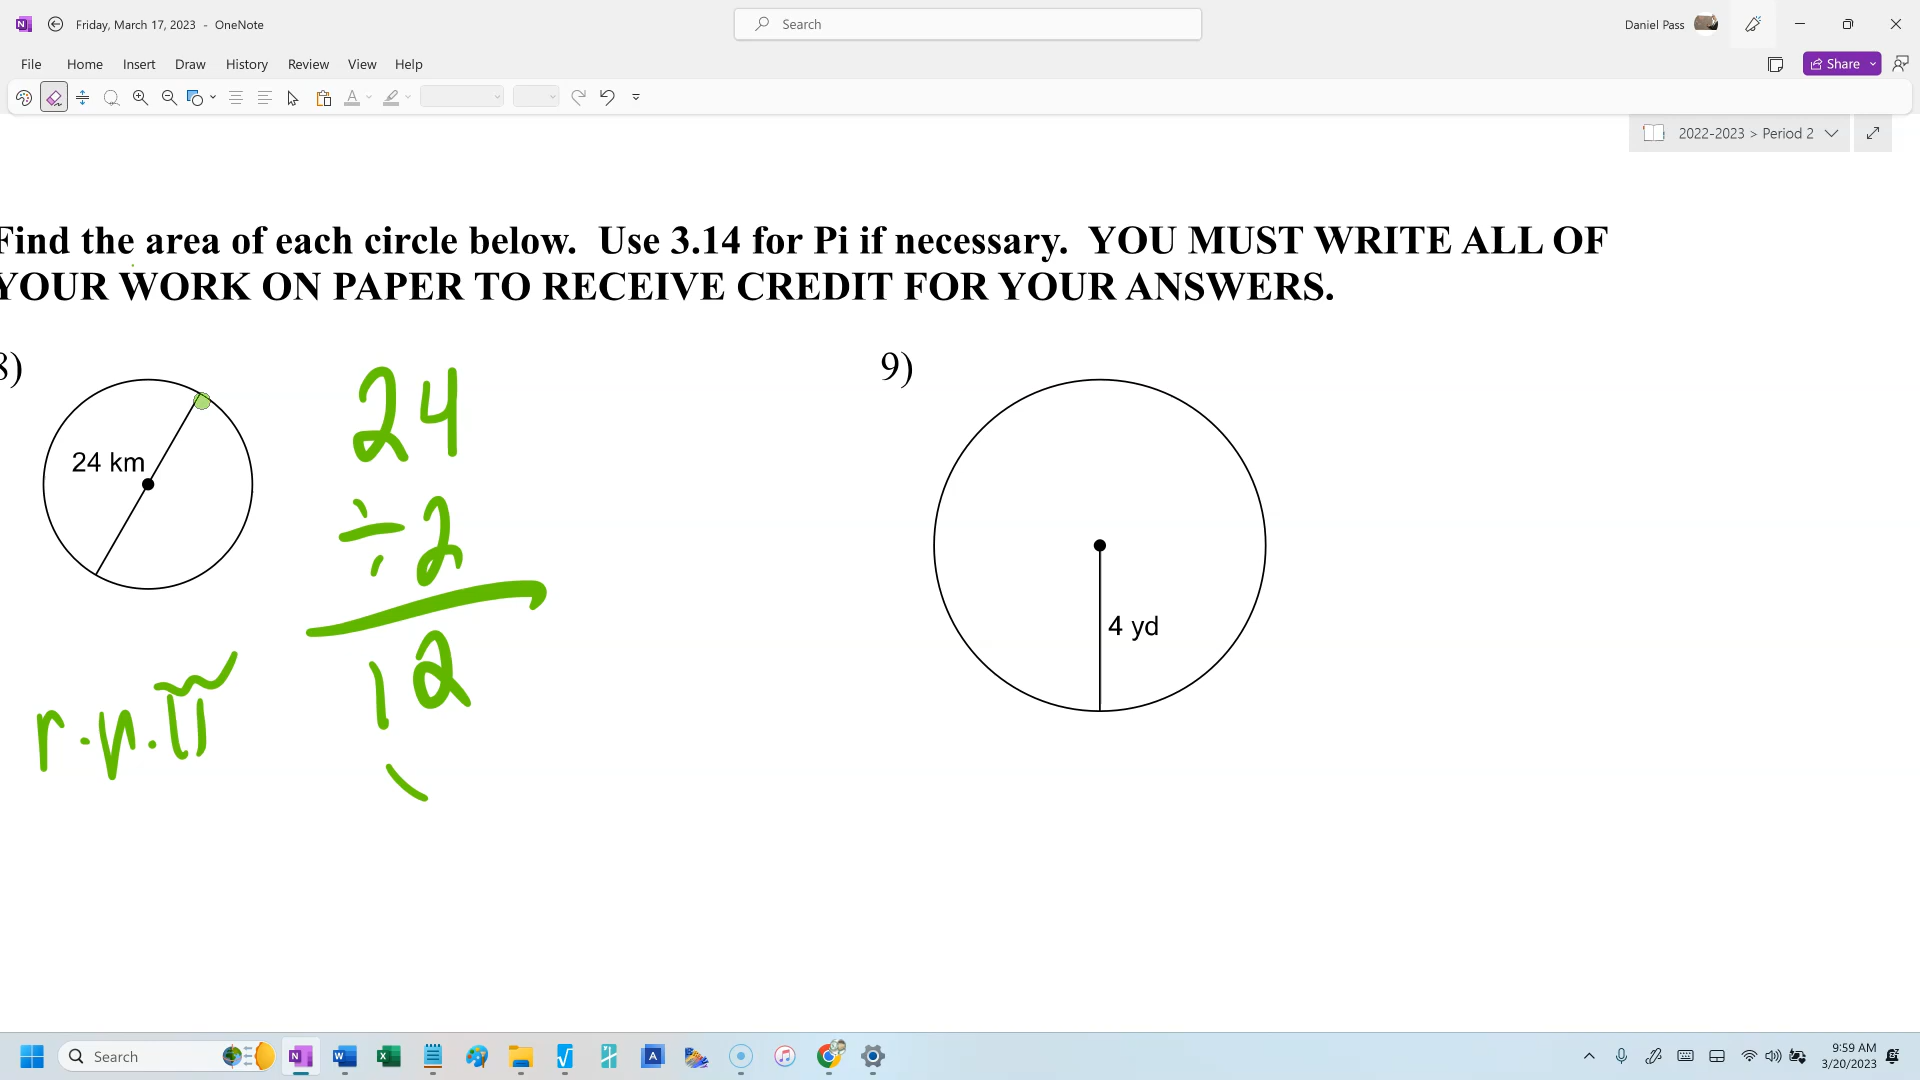 Friday, March 17, 2023 - OneNote
Search
Daniel Pass
File Home Insert Draw History Review View Help
Share
2022-2023 > Period 2
Find the area of each circle below. Use 3.14 for Pi if necessary. YOU MUST WRITE ALL OF
YOUR WORK ON PAPER TO RECEIVE CREDIT FOR YOUR ANSWERS.
8)
24 km
24
÷2
12
r·r·π
9)
4 yd
Search
9:59 AM
3/20/2023